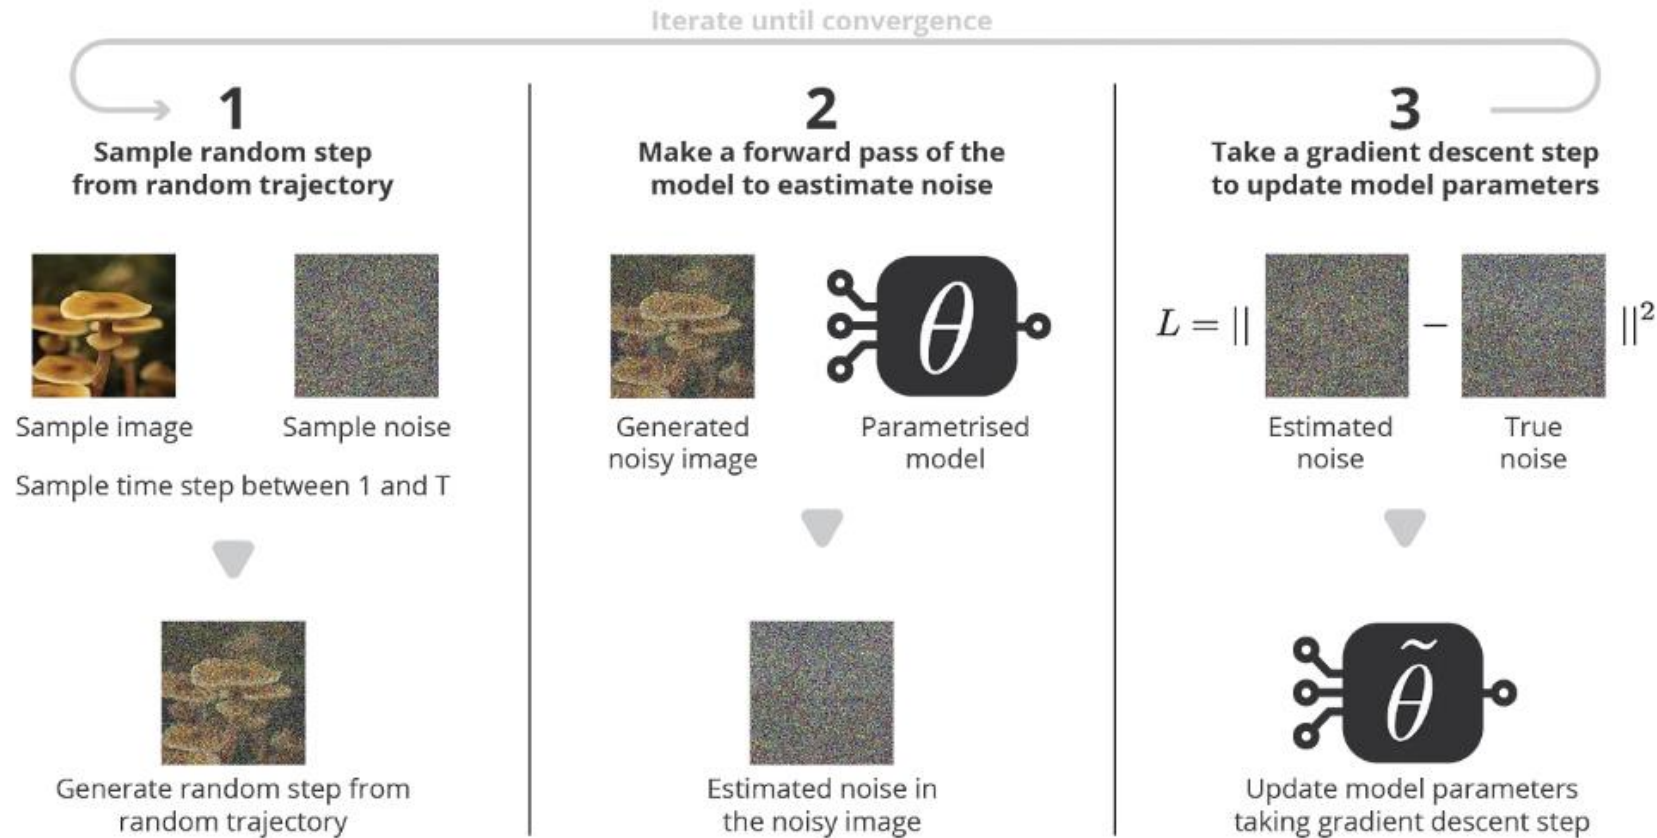 Iterate until convergence
1
Sample random step
from random trajectory
Sample image
Sample noise
Sample time step between 1 and T
Generate random step from
random trajectory
2
Make a forward pass of the
model to eastimate noise
Generated
noisy image
θ
Parametrised
model
Estimated noise in
the noisy image
3
Take a gradient descent step
to update model parameters
L = || − ||²
Estimated
noise
True
noise
θ̃
Update model parameters
taking gradient descent step